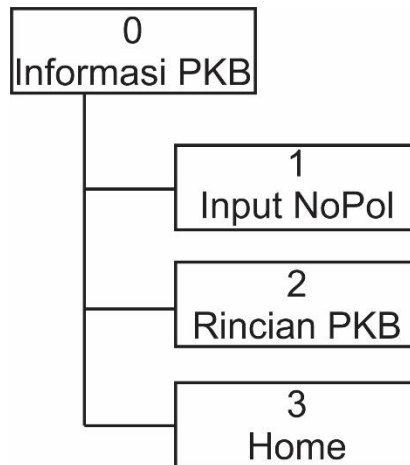 0
Informasi PKB
1
Input NoPol
2
Rincian PKB
3
Home